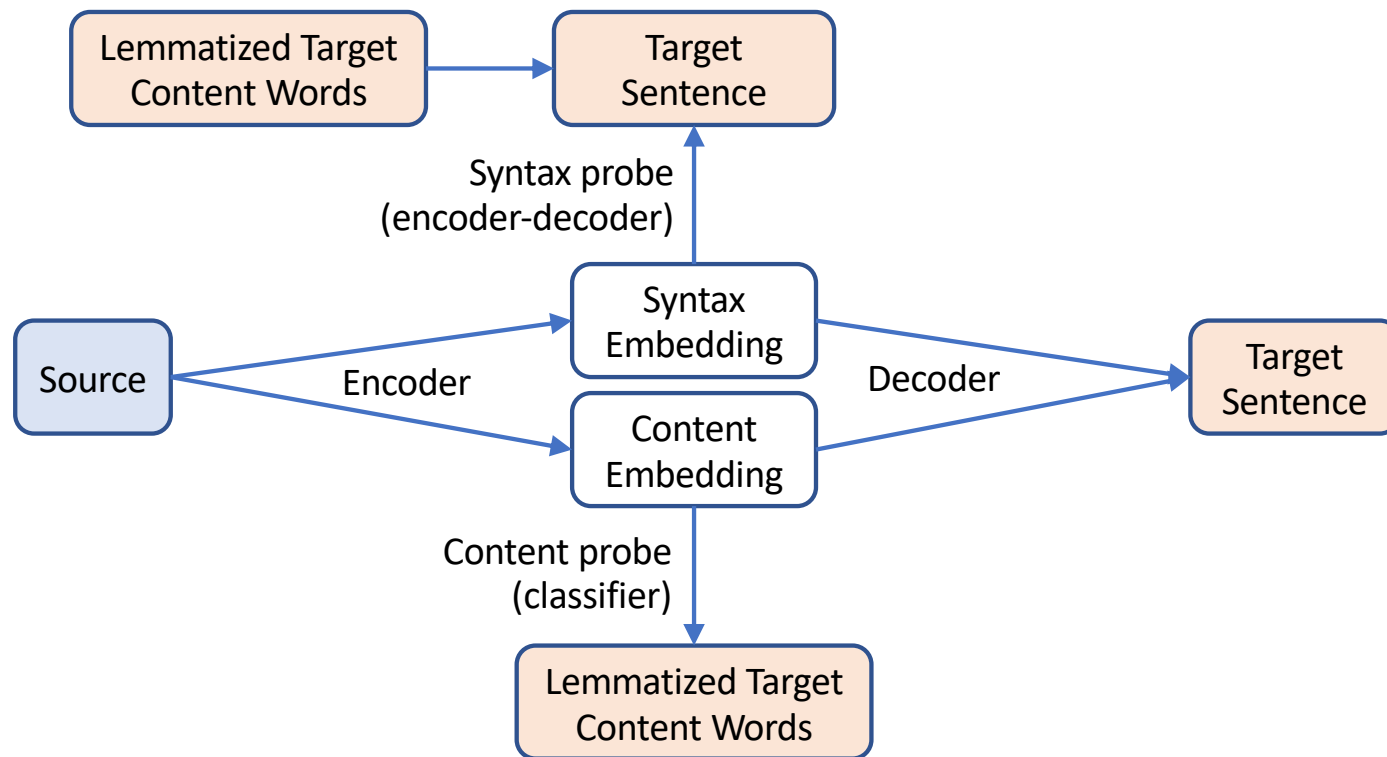 Lemmatized Target
Content Words
Target
Sentence
Syntax probe
(encoder-decoder)
Syntax
Embedding
Source
Encoder
Decoder
Target
Sentence
Content
Embedding
Content probe
(classifier)
Lemmatized Target
Content Words